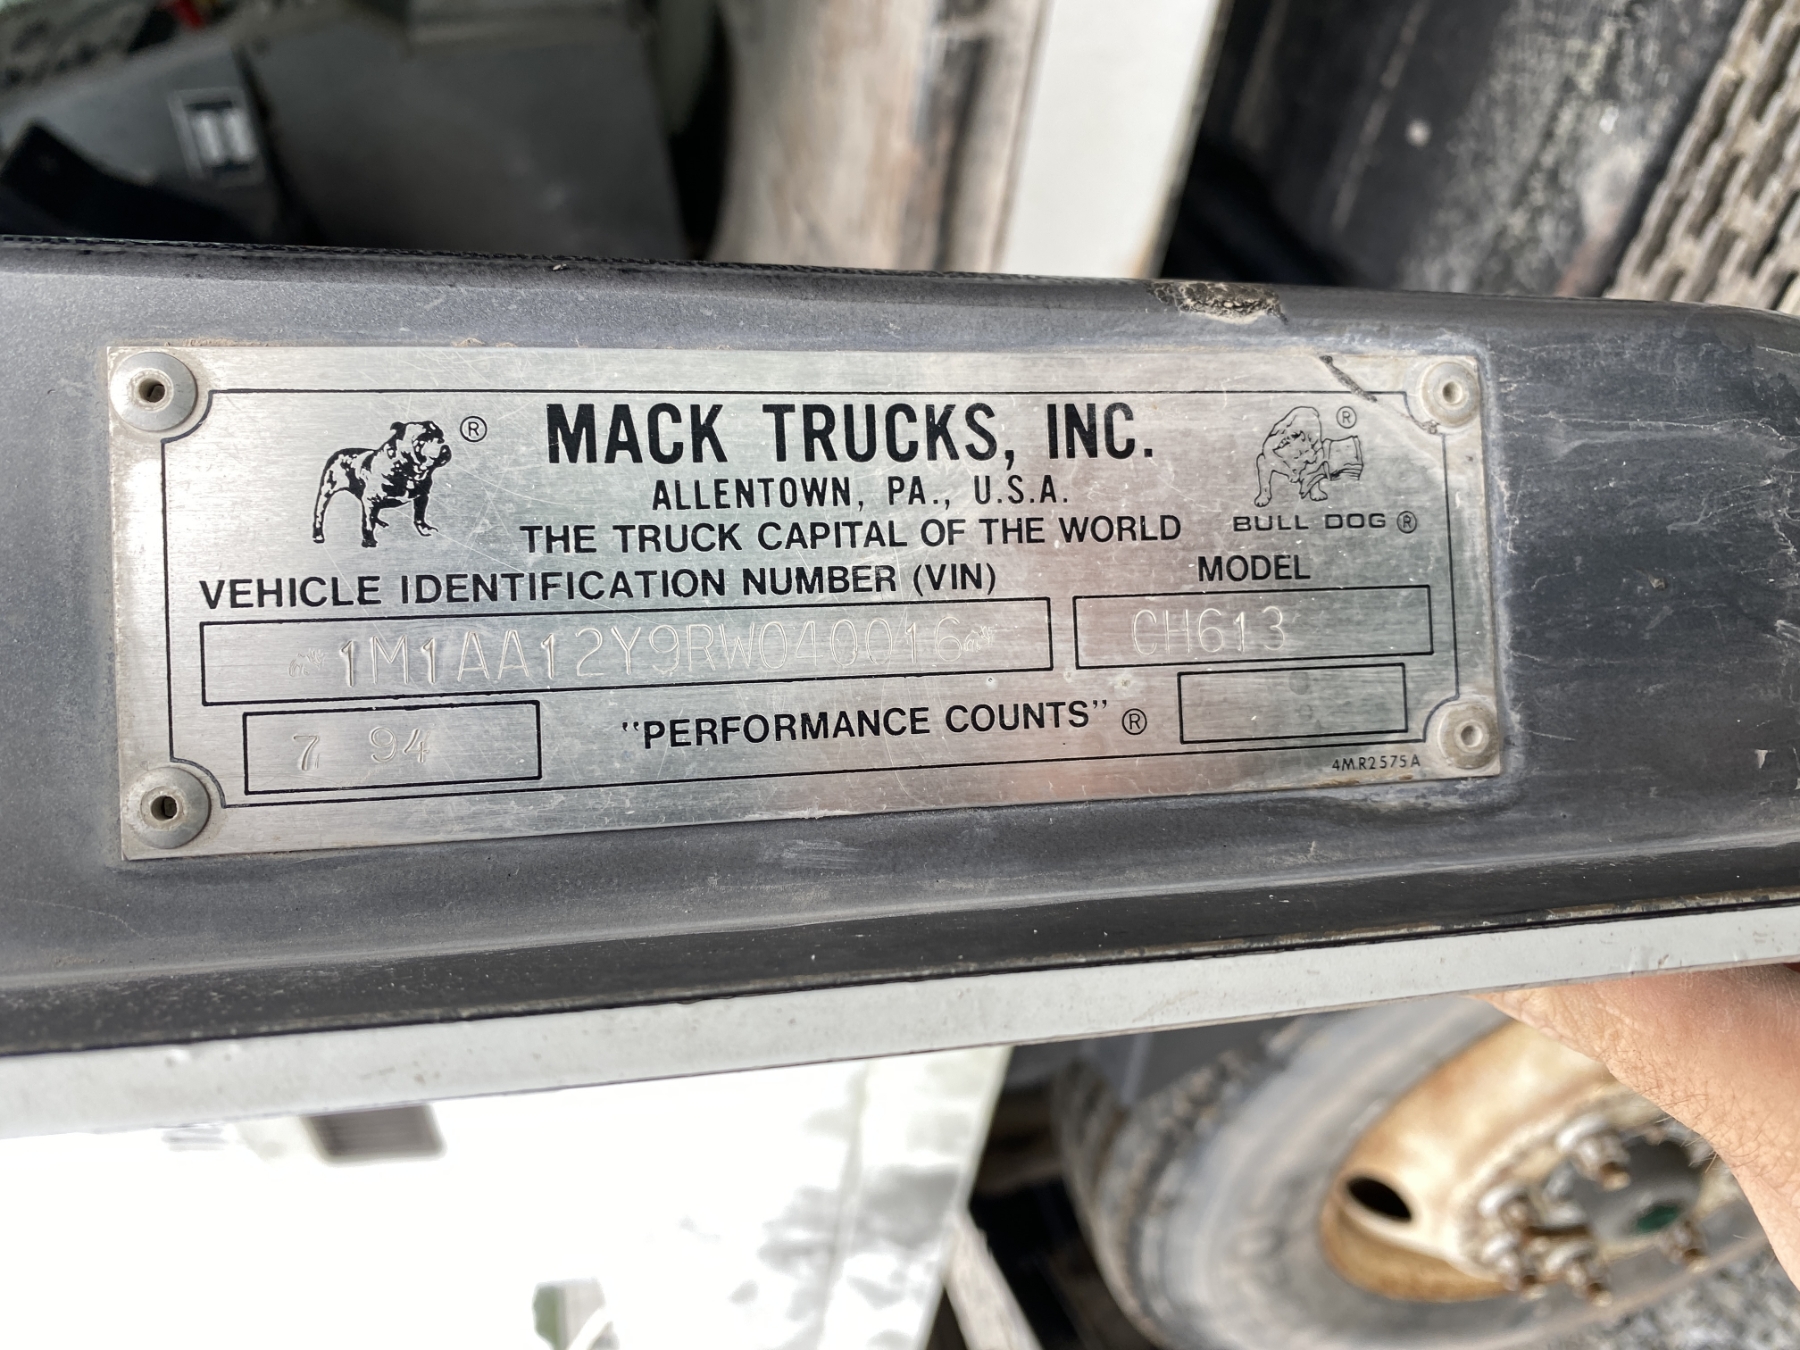 ® MACK TRUCKS, INC. ®
ALLENTOWN, PA., U.S.A.
THE TRUCK CAPITAL OF THE WORLD BULL DOG ®
VEHICLE IDENTIFICATION NUMBER (VIN) MODEL
1M1AA12Y9RW040016 CH613
7 94 "PERFORMANCE COUNTS" ®
4MR2575A